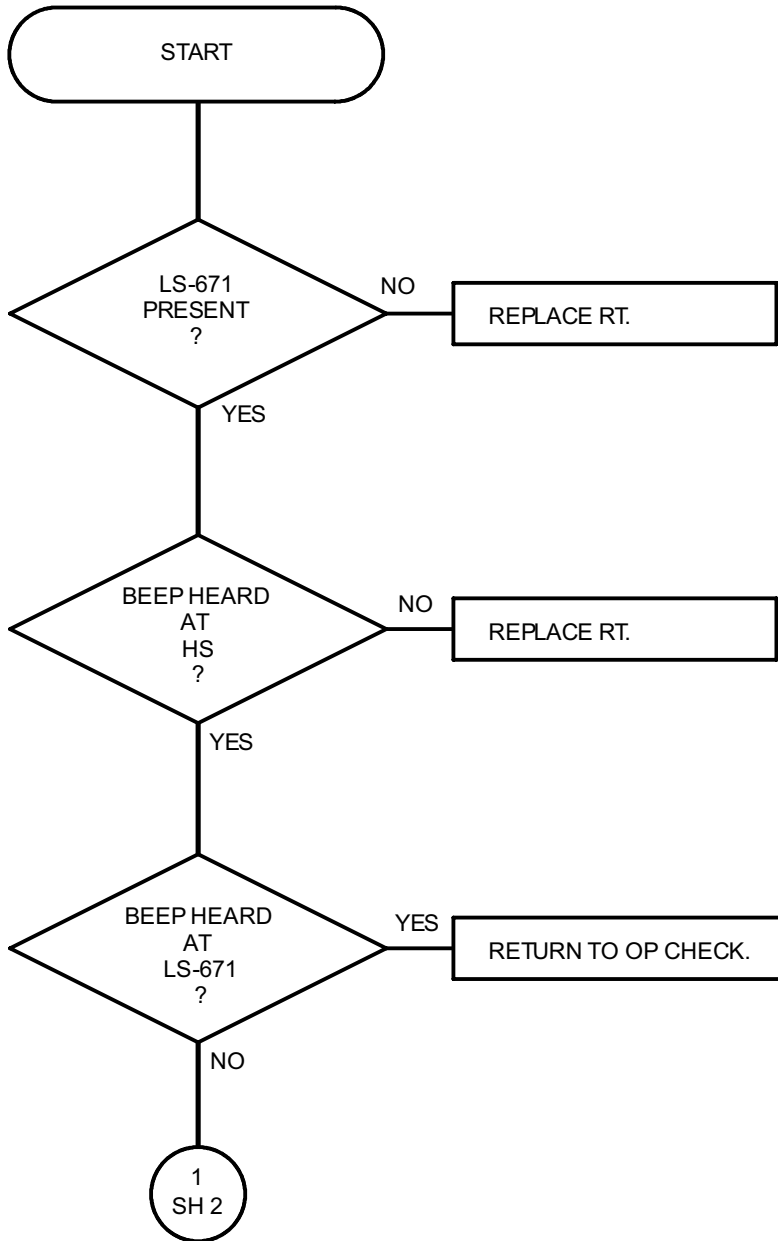 START
LS-671
PRESENT
?
NO
REPLACE RT.
YES
BEEP HEARD
AT
HS
?
NO
REPLACE RT.
YES
BEEP HEARD
AT
LS-671
?
YES
RETURN TO OP CHECK.
NO
1
SH 2